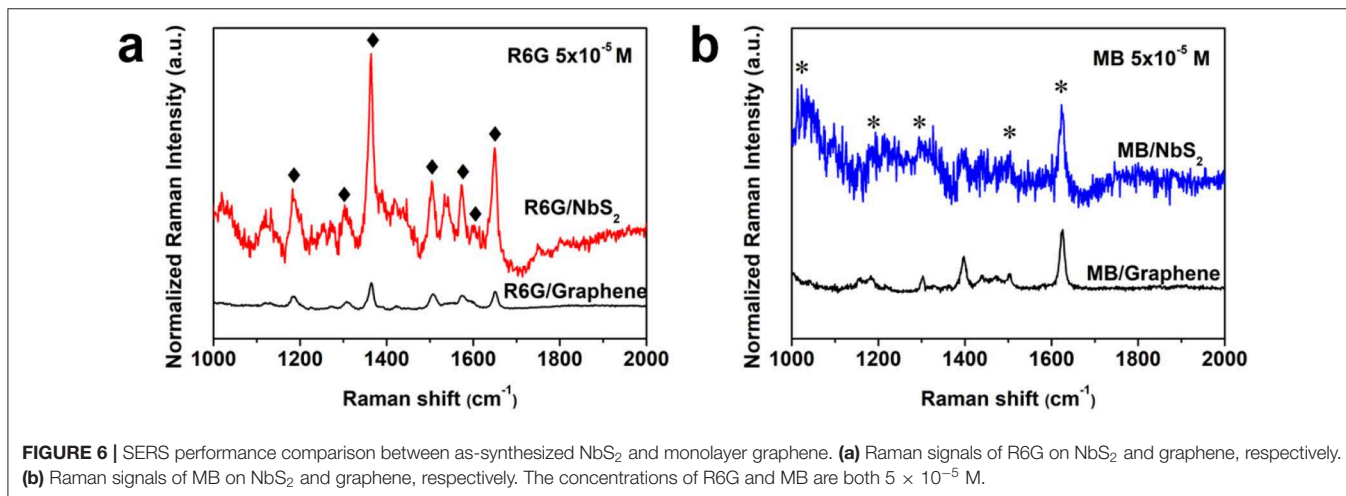 a
R6G 5x10⁻⁵ M
R6G/NbS₂
R6G/Graphene
Normalized Raman Intensity (a.u.)
1000 1200 1400 1600 1800 2000
Raman shift (cm⁻¹)
b
MB 5x10⁻⁵ M
MB/NbS₂
MB/Graphene
Normalized Raman Intensity (a.u.)
1000 1200 1400 1600 1800 2000
Raman shift (cm⁻¹)
FIGURE 6 | SERS performance comparison between as-synthesized NbS₂ and monolayer graphene. (a) Raman signals of R6G on NbS₂ and graphene, respectively.
(b) Raman signals of MB on NbS₂ and graphene, respectively. The concentrations of R6G and MB are both 5 × 10⁻⁵ M.